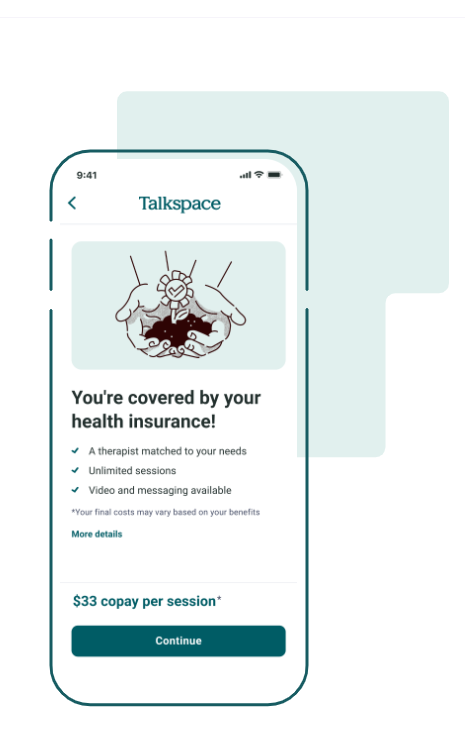 9:41
Talkspace
You're covered by your
health insurance!
A therapist matched to your needs
Unlimited sessions
Video and messaging available
*Your final costs may vary based on your benefits
More details
$33 copay per session*
Continue